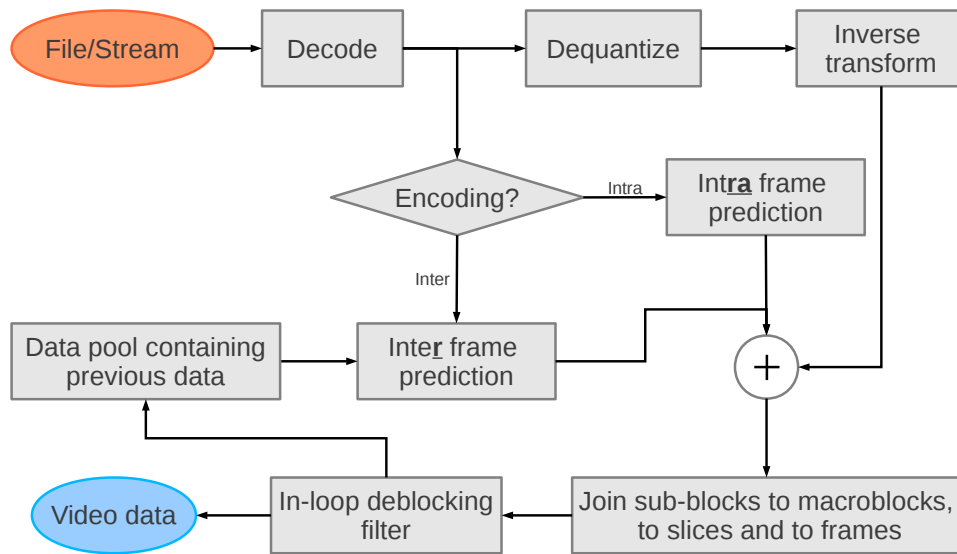 File/Stream
Decode
Dequantize
Inverse
transform
Encoding?
Intra
Intra frame
prediction
Inter
Data pool containing
previous data
Inter frame
prediction
+
Video data
In-loop deblocking
filter
Join sub-blocks to macroblocks,
to slices and to frames